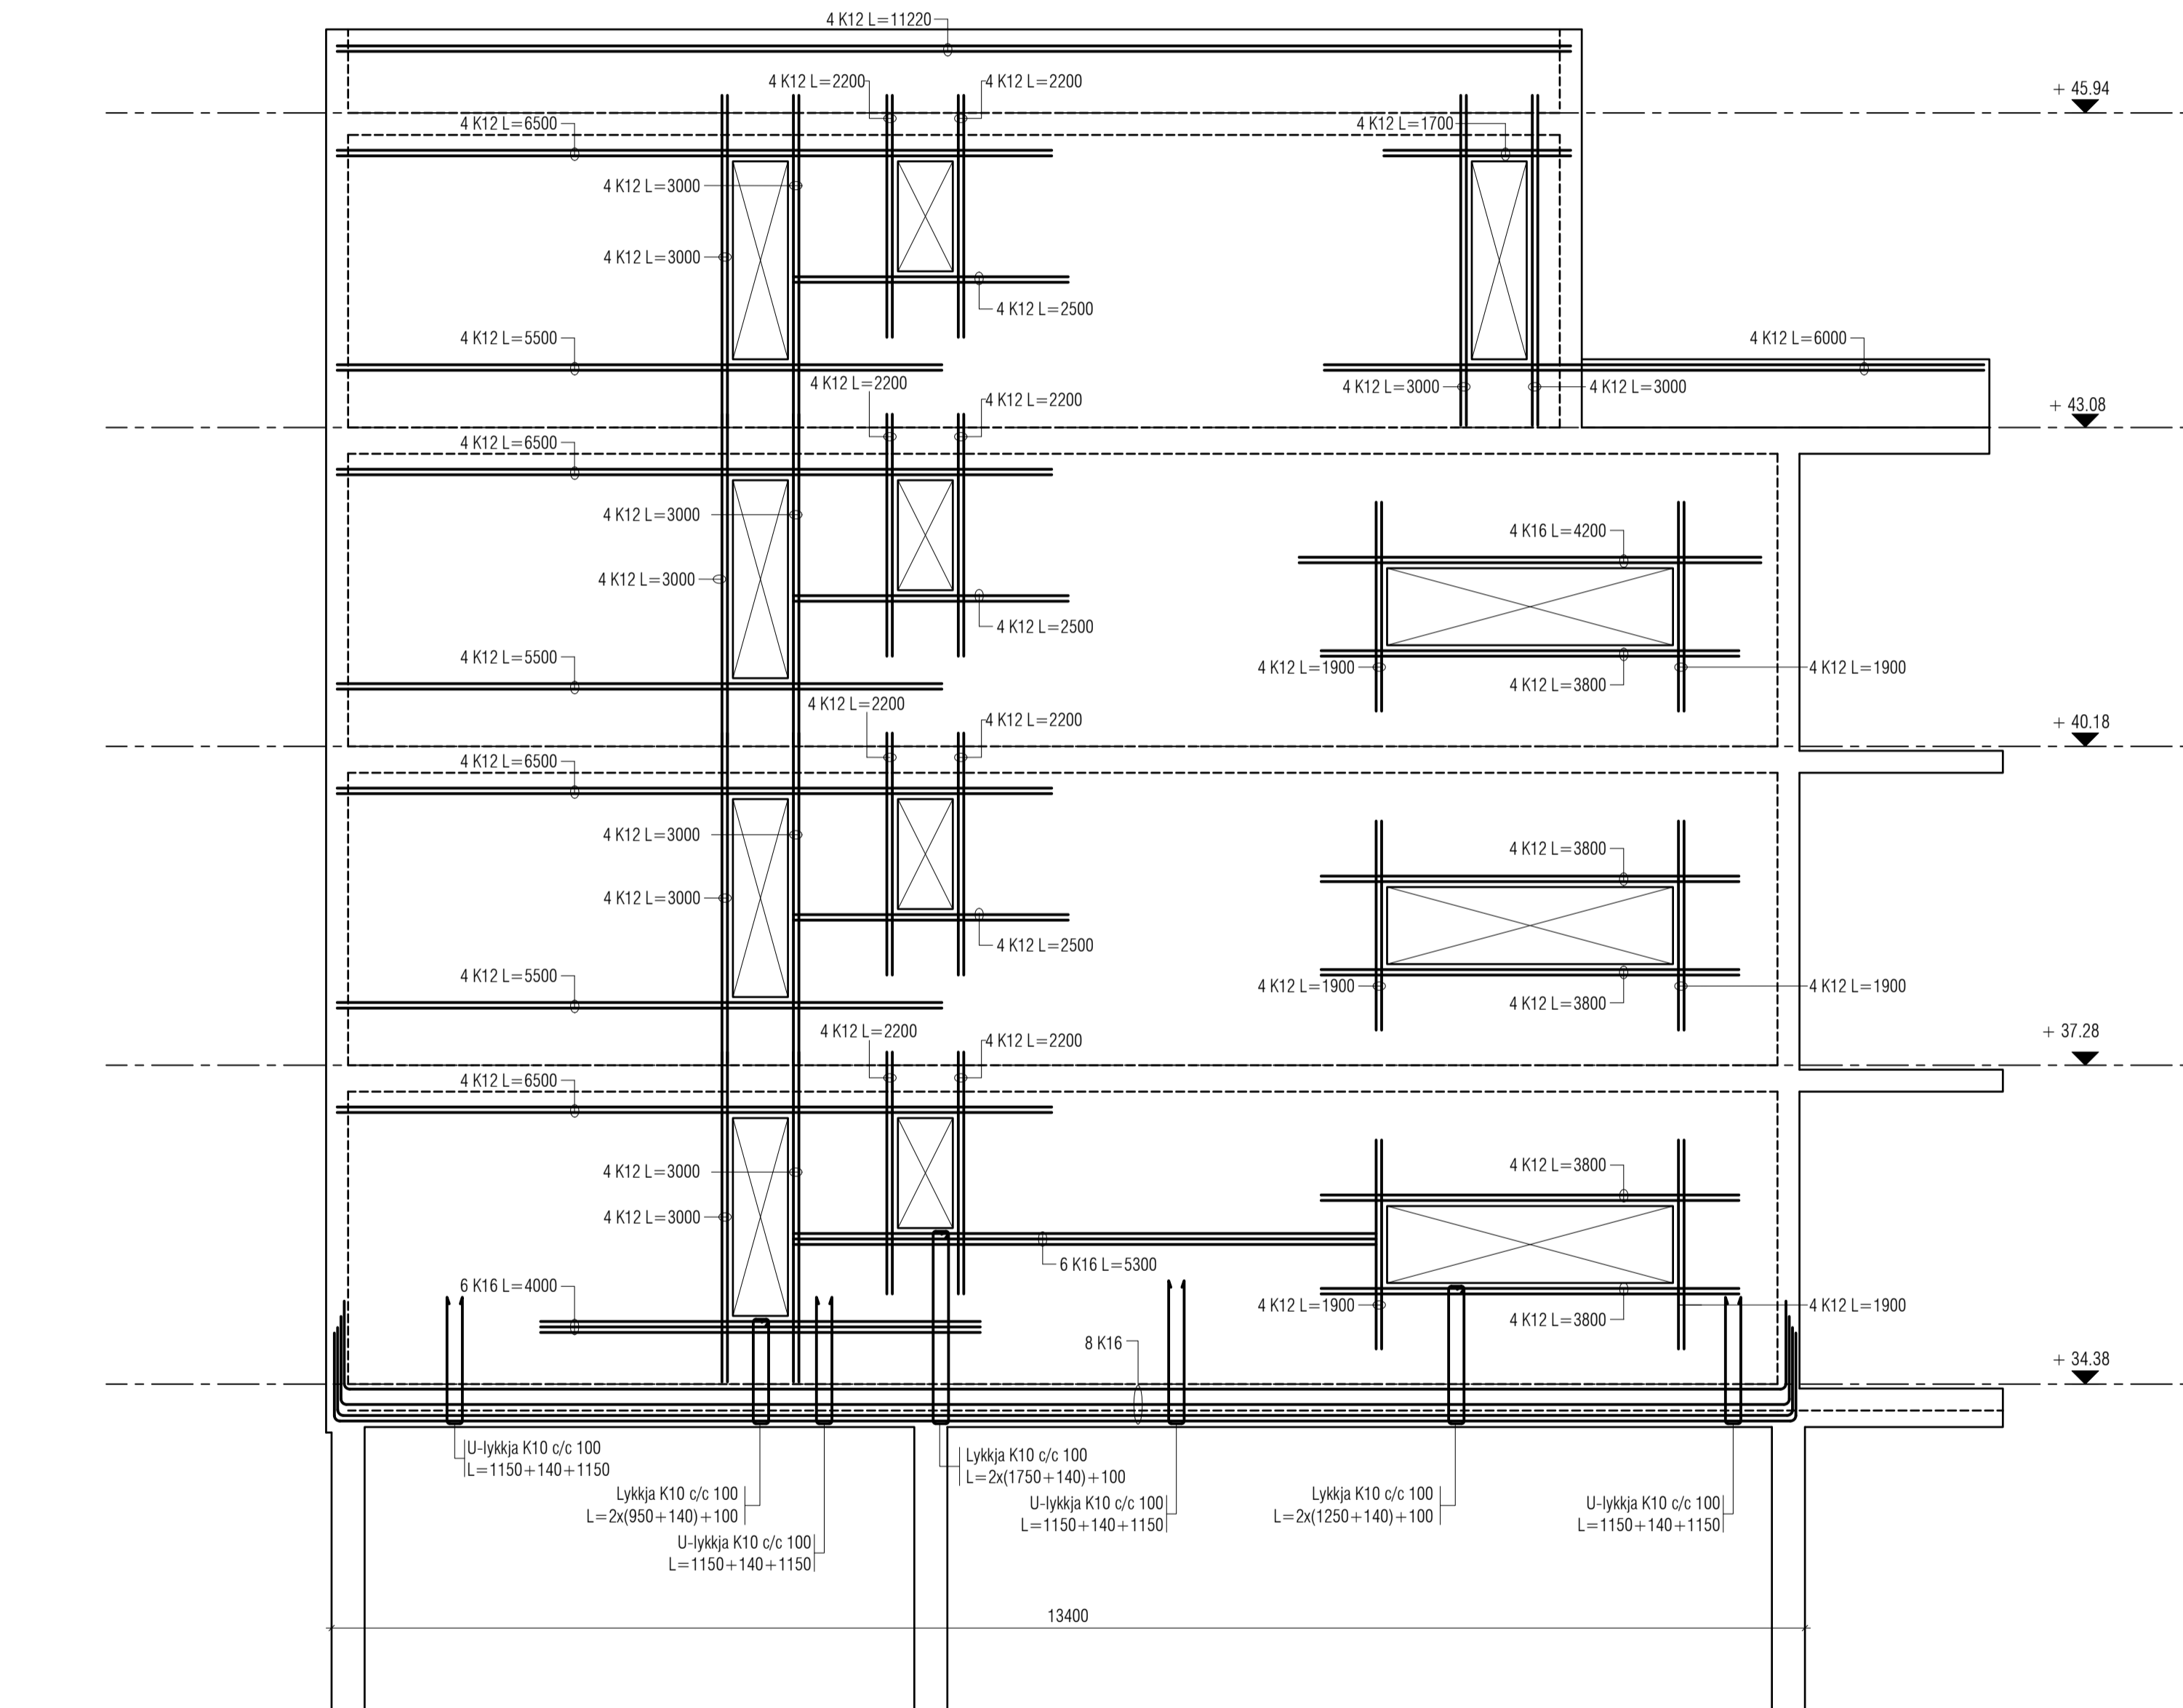 4 K12 L=11220
4 K12 L=2200
4 K12 L=2200
+ 45.94
4 K12 L=6500
4 K12 L=1700
4 K12 L=3000
4 K12 L=3000
4 K12 L=2500
4 K12 L=5500
4 K12 L=6000
4 K12 L=2200
4 K12 L=3000
4 K12 L=3000
4 K12 L=2200
+ 43.08
4 K12 L=6500
4 K12 L=3000
4 K16 L=4200
4 K12 L=3000
4 K12 L=2500
4 K12 L=5500
4 K12 L=1900
4 K12 L=1900
4 K12 L=3800
4 K12 L=2200
4 K12 L=2200
+ 40.18
4 K12 L=6500
4 K12 L=3000
4 K12 L=3800
4 K12 L=3000
4 K12 L=2500
4 K12 L=5500
4 K12 L=1900
4 K12 L=1900
4 K12 L=3800
4 K12 L=2200
4 K12 L=2200
+ 37.28
4 K12 L=6500
4 K12 L=3000
4 K12 L=3800
4 K12 L=3000
6 K16 L=5300
6 K16 L=4000
4 K12 L=1900
4 K12 L=1900
4 K12 L=3800
8 K16
+ 34.38
U-lykkja K10 c/c 100
L=1150+140+1150
Lykkja K10 c/c 100
L=2x(1750+140)+100
Lykkja K10 c/c 100
L=2x(950+140)+100
U-lykkja K10 c/c 100
L=1150+140+1150
Lykkja K10 c/c 100
L=2x(1250+140)+100
U-lykkja K10 c/c 100
L=1150+140+1150
U-lykkja K10 c/c 100
L=1150+140+1150
13400